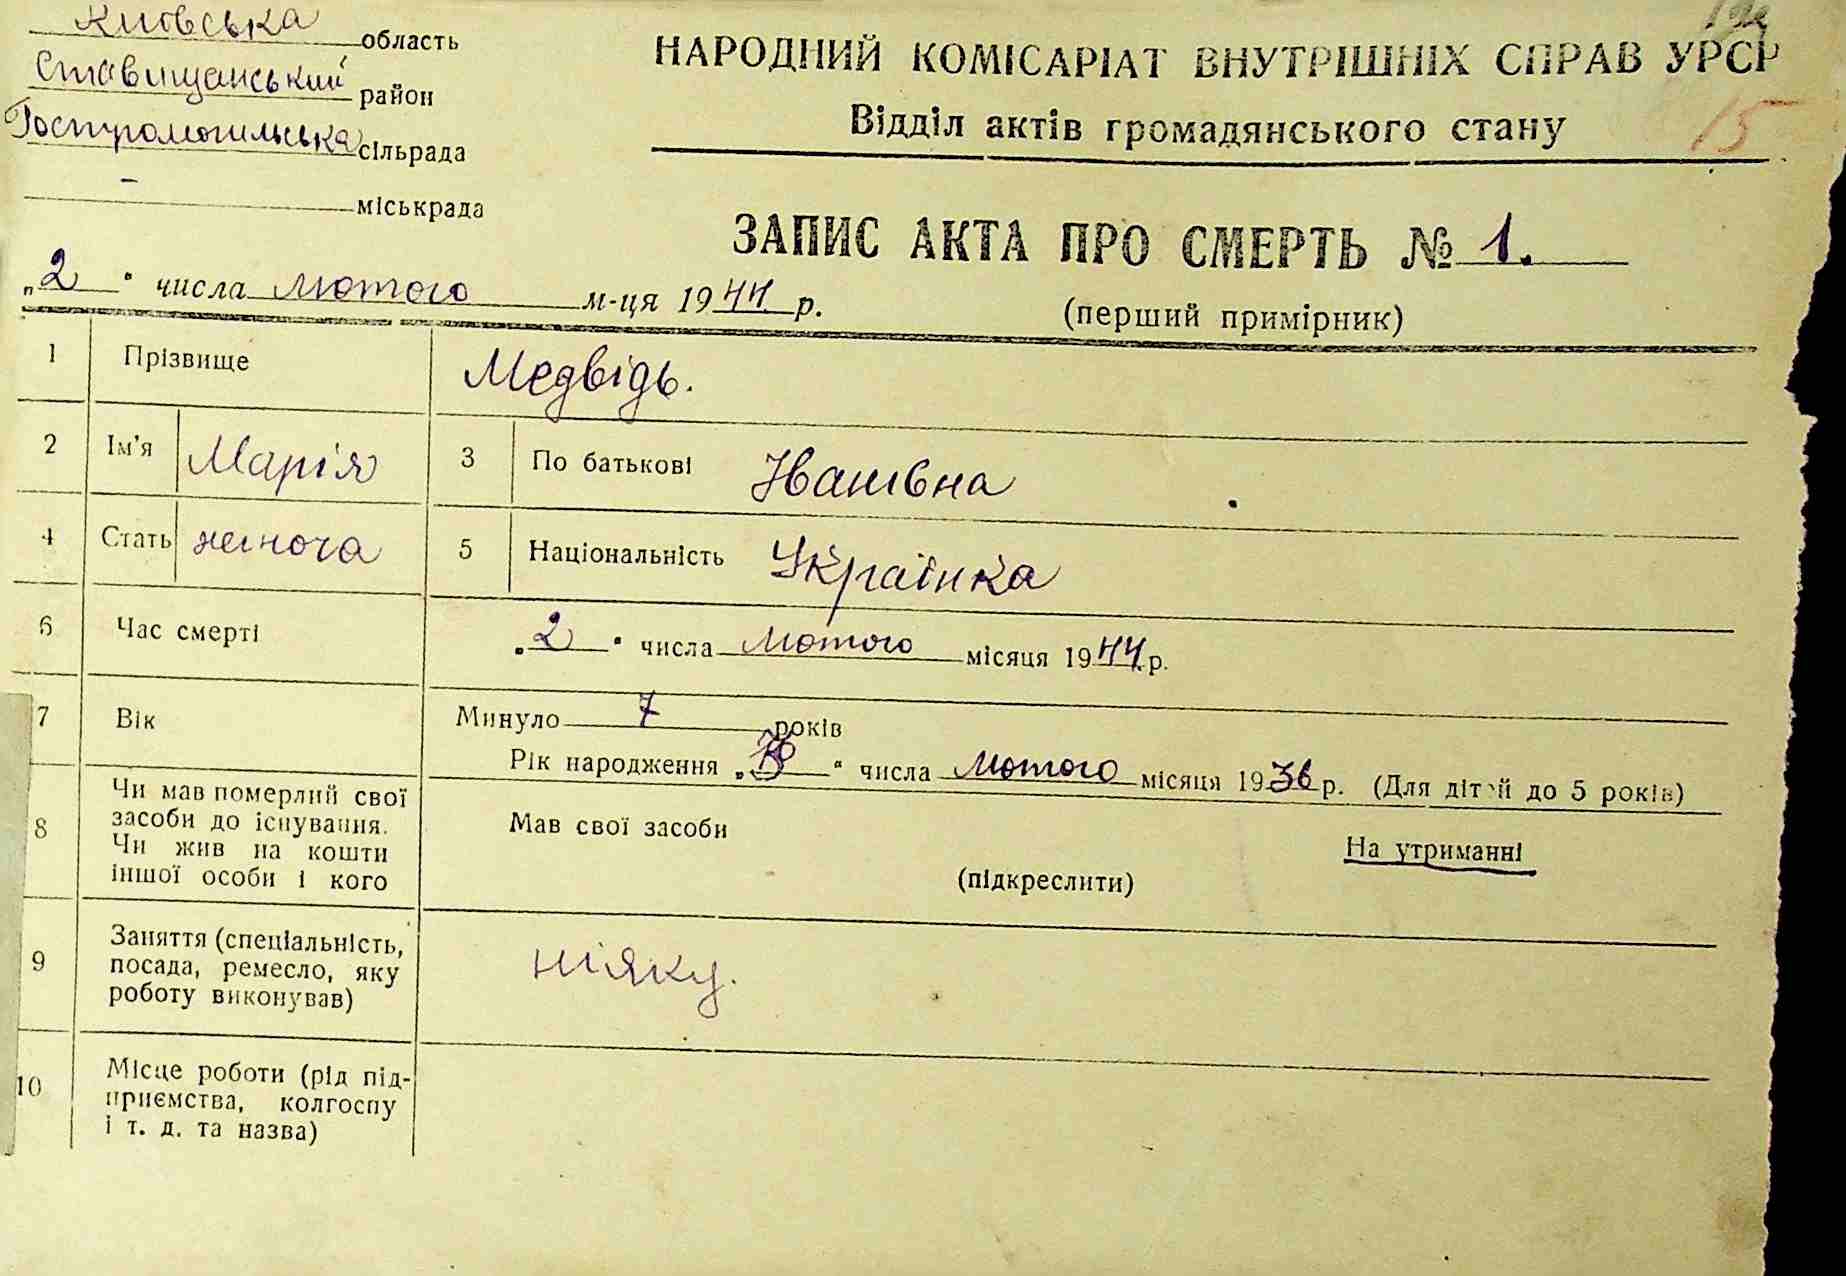 Київська область
Ставищанський район
Гостромогильська сільрада
- міськрада
НАРОДНИЙ КОМІСАРІАТ ВНУТРІШНІХ СПРАВ УРСР
15
Відділ актів громадянського стану
ЗАПИС АКТА ПРО СМЕРТЬ № 1.
„2" числа лютого м-ця 1944 р.
(перший примірник)
1 Прізвище Медвідь.
2 Ім'я Марія 3 По батькові Іванівна
4 Стать жіноча 5 Національність Українка
6 Час смерті „2" числа лютого місяця 1944 р.
7 Вік Минуло 7 років
Рік народження „ " числа лютого місяця 1936 р. (Для дітей до 5 років)
8 Чи мав померлий свої
засоби до існування.
Чи жив на кошти
іншої особи і кого
Мав свої засоби На утриманні
(підкреслити)
9 Заняття (спеціальність,
посада, ремесло, яку
роботу виконував)
ніяку.
10 Місце роботи (рід під-
приємства, колгоспу
і т. д. та назва)